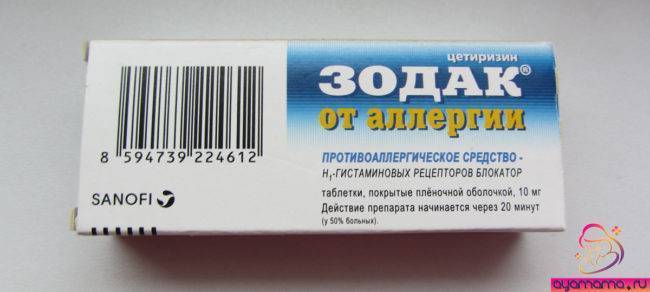 цетиризин
ЗОДАК®
от аллергии
ПРОТИВОАЛЛЕРГИЧЕСКОЕ СРЕДСТВО -
H₁-ГИСТАМИНОВЫХ РЕЦЕПТОРОВ БЛОКАТОР
таблетки, покрытые плёночной оболочкой, 10 мг
Действие препарата начинается через 20 минут
(у 50% больных).
8 594739 224612
SANOFI
ayamama.ru